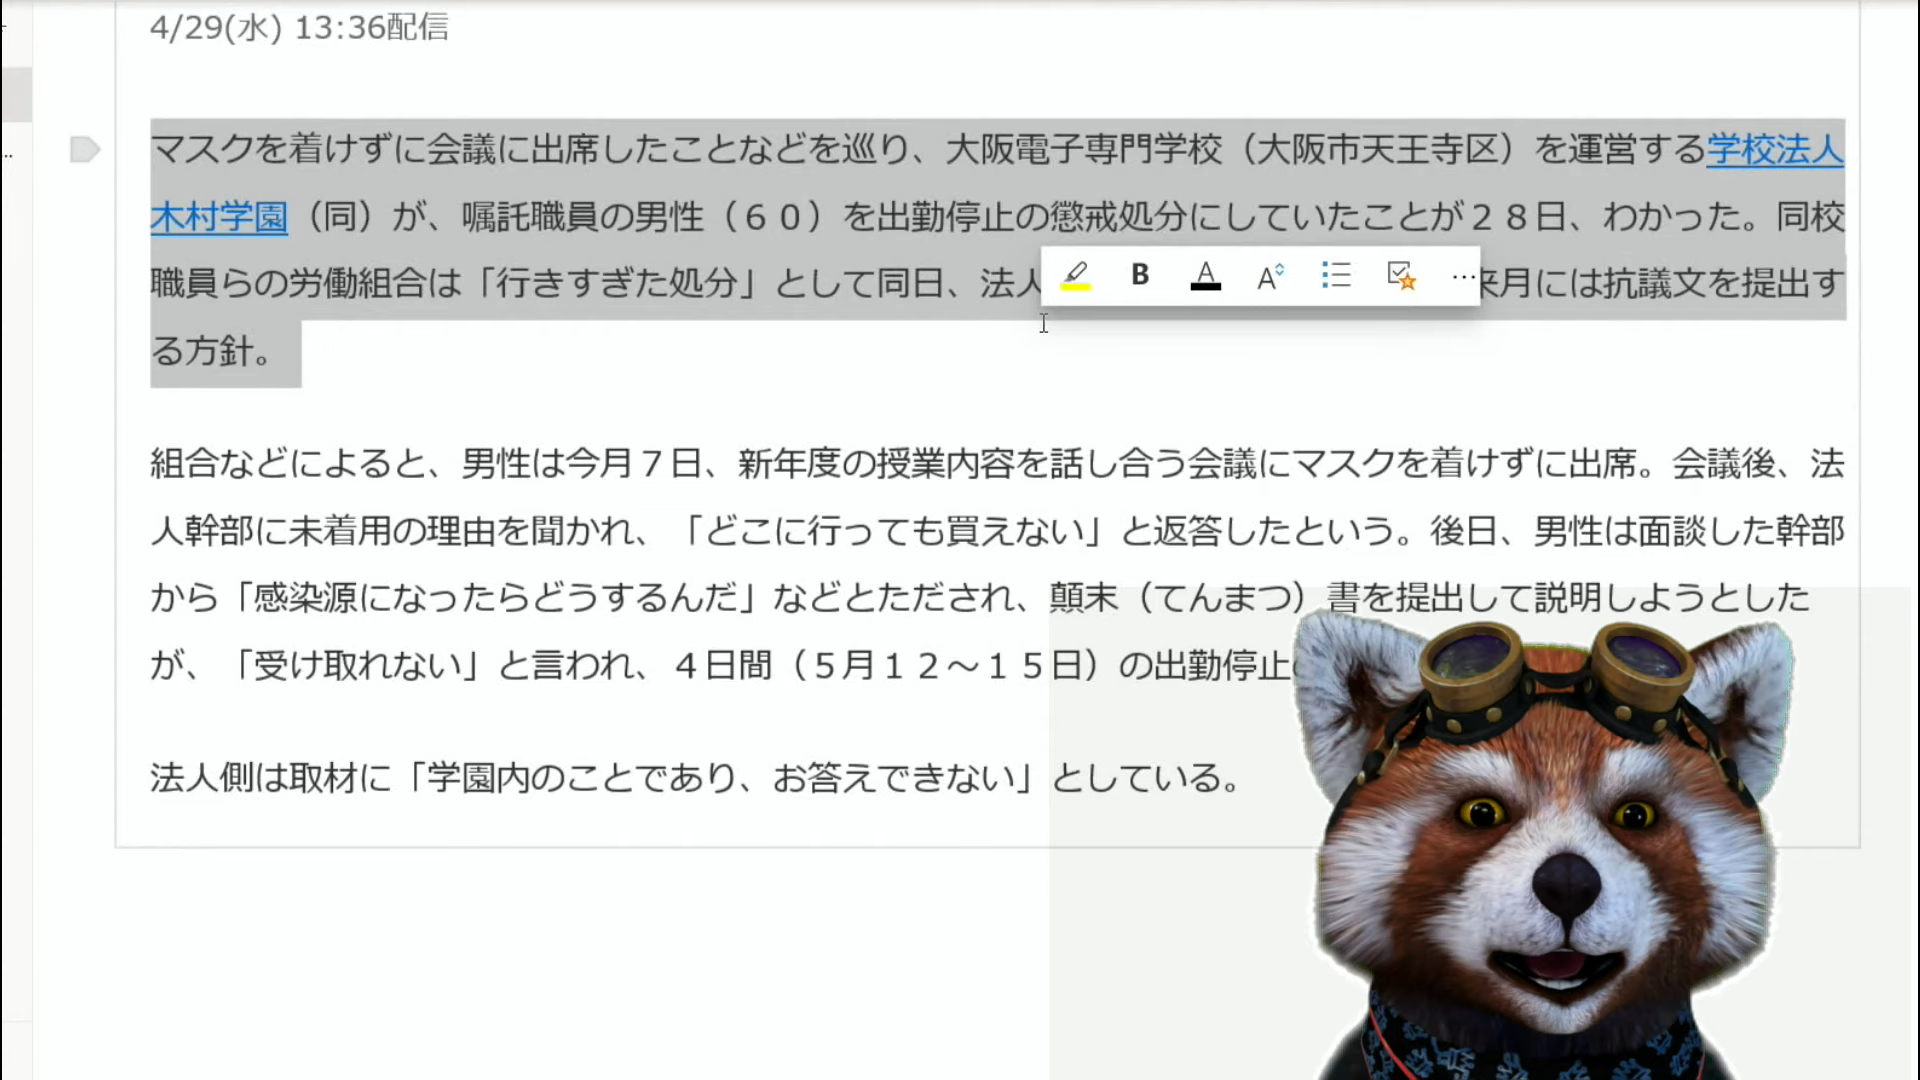 4/29(水) 13:36配信
マスクを着けずに会議に出席したことなどを巡り、大阪電子専門学校（大阪市天王寺区）を運営する学校法人
木村学園（同）が、嘱託職員の男性（６０）を出勤停止の懲戒処分にしていたことが２８日、わかった。同校
職員らの労働組合は「行きすぎた処分」として同日、法人 B A A ... 来月には抗議文を提出す
る方針。
組合などによると、男性は今月７日、新年度の授業内容を話し合う会議にマスクを着けずに出席。会議後、法
人幹部に未着用の理由を聞かれ、「どこに行っても買えない」と返答したという。後日、男性は面談した幹部
から「感染源になったらどうするんだ」などとただされ、顛末（てんまつ）書を提出して説明しようとした
が、「受け取れない」と言われ、４日間（５月１２～１５日）の出勤停止
法人側は取材に「学園内のことであり、お答えできない」としている。